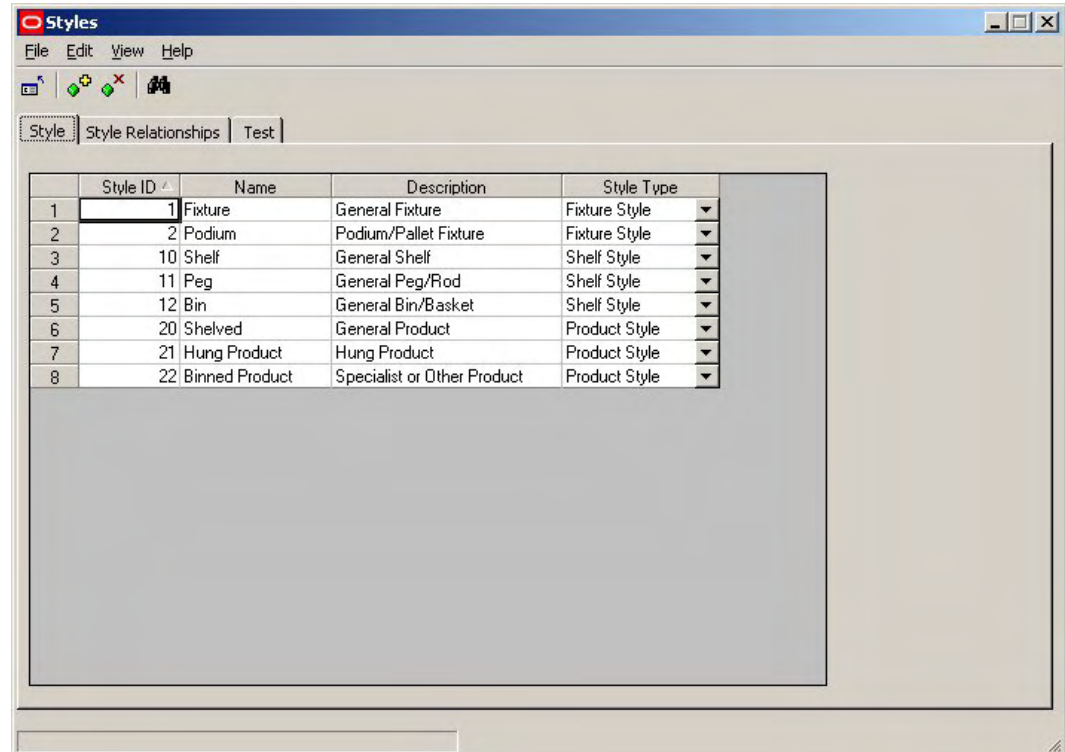 Styles
File Edit View Help
Style Style Relationships Test
Style ID Name Description Style Type
1 1 Fixture General Fixture Fixture Style
2 2 Podium Podium/Pallet Fixture Fixture Style
3 10 Shelf General Shelf Shelf Style
4 11 Peg General Peg/Rod Shelf Style
5 12 Bin General Bin/Basket Shelf Style
6 20 Shelved General Product Product Style
7 21 Hung Product Hung Product Product Style
8 22 Binned Product Specialist or Other Product Product Style